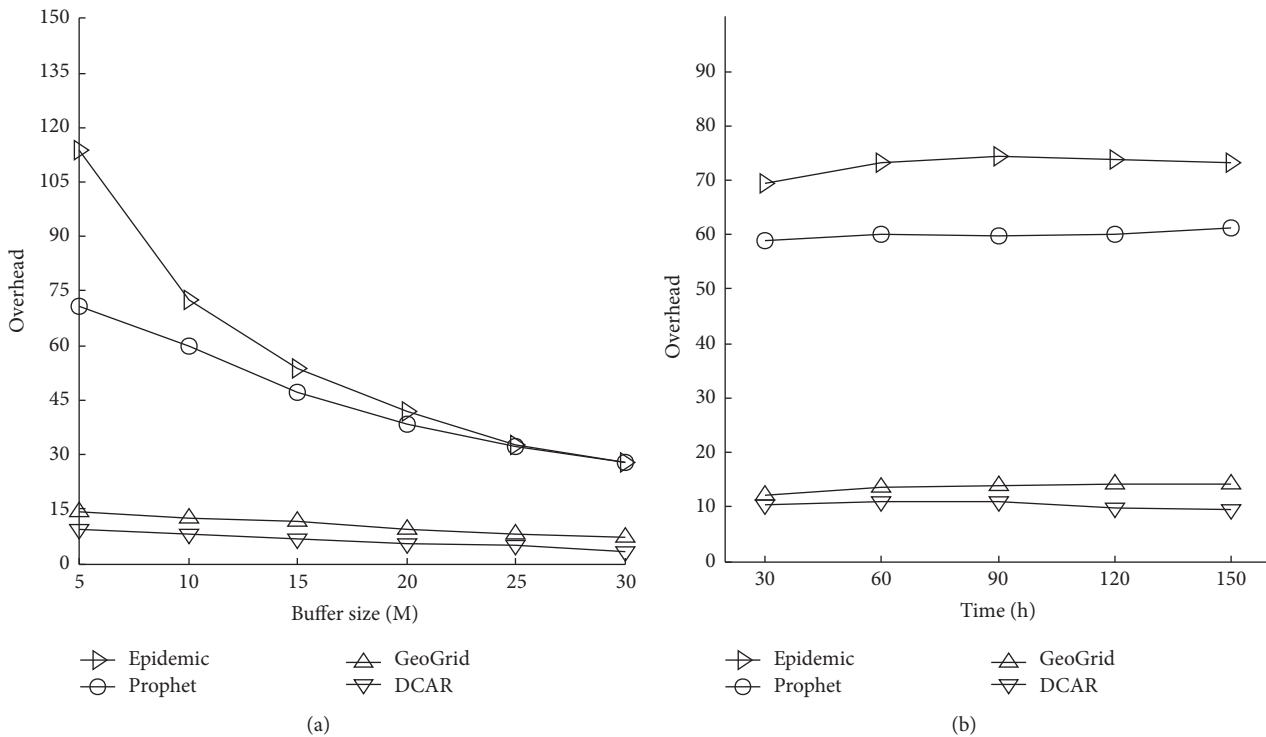 150
135
120
105
90
75
60
45
30
15
0
Overhead
5 10 15 20 25 30
Buffer size (M)
Epidemic GeoGrid
Prophet DCAR
(a)
90
80
70
60
50
40
30
20
10
0
Overhead
30 60 90 120 150
Time (h)
Epidemic GeoGrid
Prophet DCAR
(b)